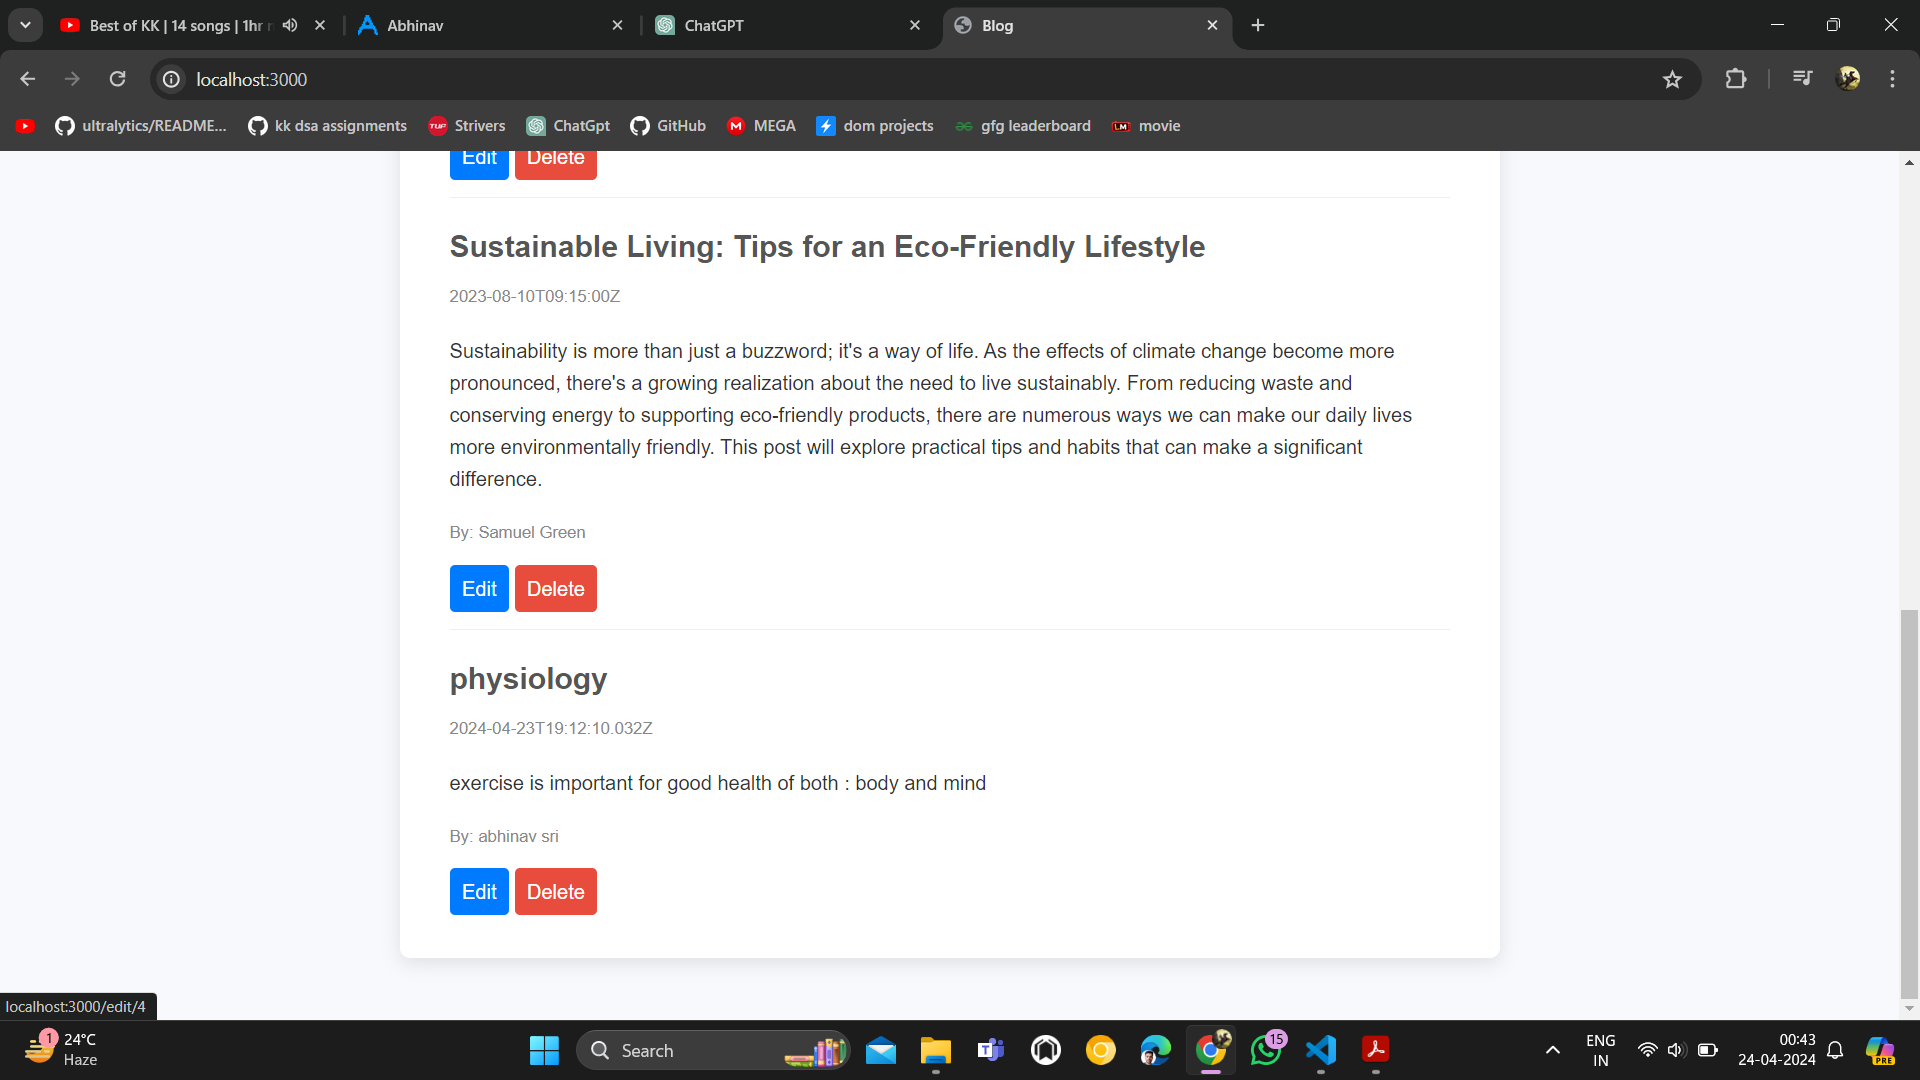 Best of KK | 14 songs | 1hr n
Abhinav
ChatGPT
Blog
localhost:3000
ultralytics/README...
kk dsa assignments
TUF
Strivers
ChatGpt
GitHub
M
MEGA
dom projects
gfg leaderboard
LM
movie
Edit
Delete
Sustainable Living: Tips for an Eco-Friendly Lifestyle
2023-08-10T09:15:00Z
Sustainability is more than just a buzzword; it's a way of life. As the effects of climate change become more
pronounced, there's a growing realization about the need to live sustainably. From reducing waste and
conserving energy to supporting eco-friendly products, there are numerous ways we can make our daily lives
more environmentally friendly. This post will explore practical tips and habits that can make a significant
difference.
By: Samuel Green
Edit
Delete
physiology
2024-04-23T19:12:10.032Z
exercise is important for good health of both : body and mind
By: abhinav sri
Edit
Delete
localhost:3000/edit/4
1
24°C
Haze
Search
15
ENG
IN
00:43
24-04-2024
PRE